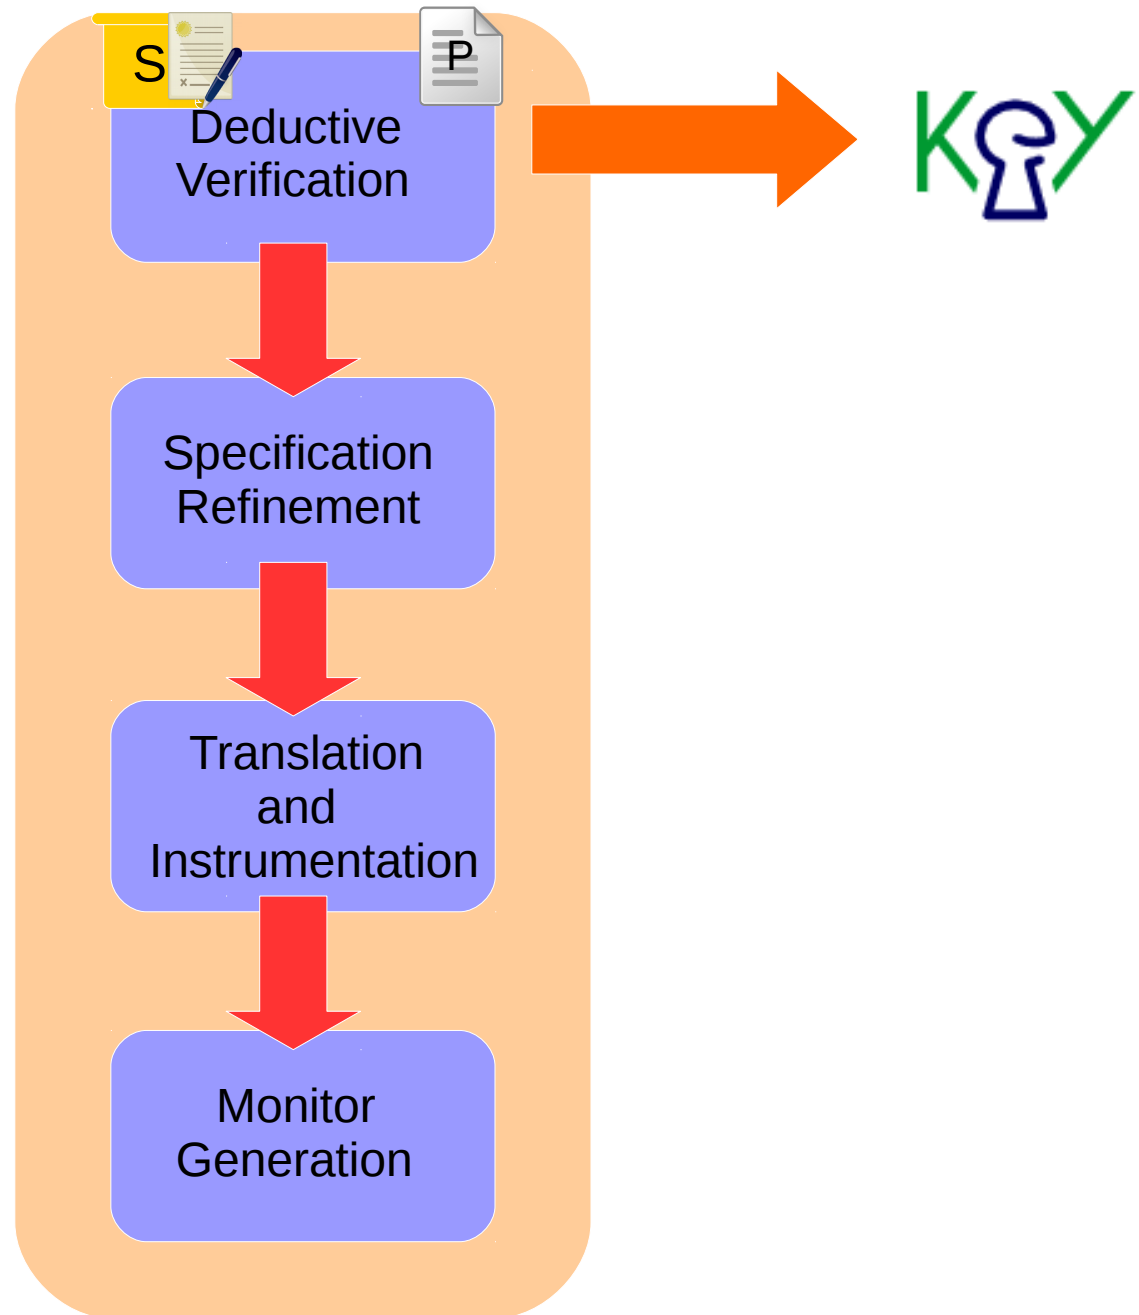 S
P
Deductive
Verification
KeY
Specification
Refinement
Translation
and
Instrumentation
Monitor
Generation